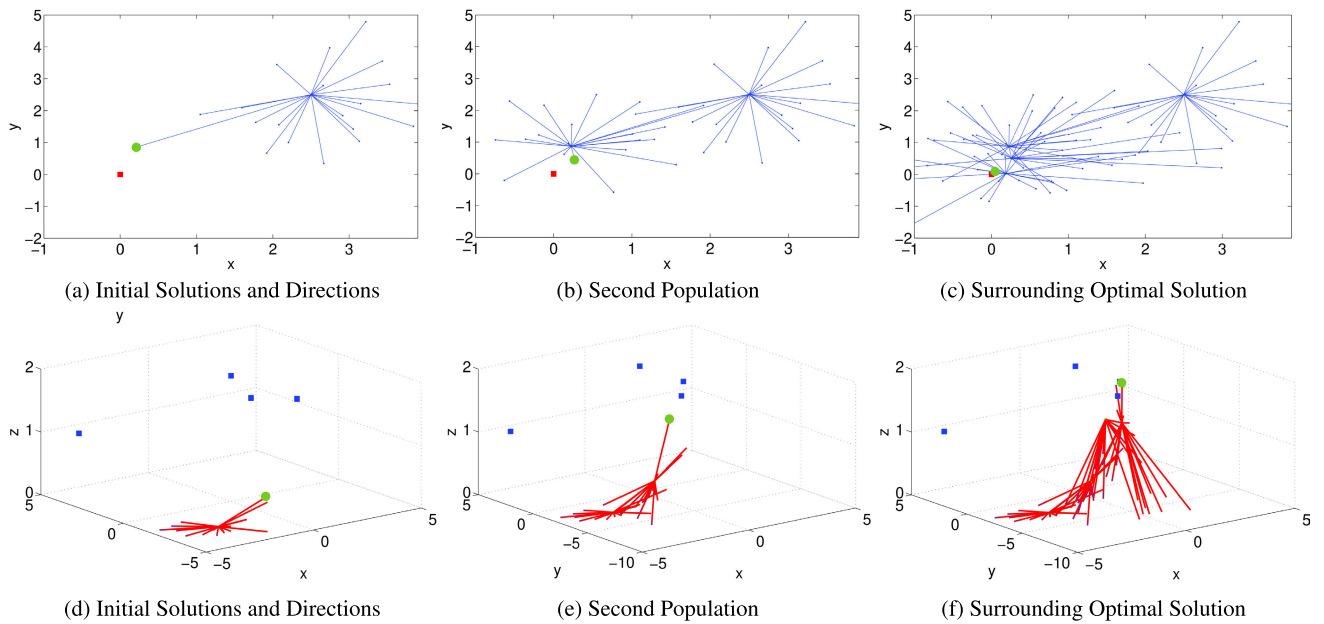 5
4
3
2
1
0
−1
−2
y
−1 0 1 2 3
x
(a) Initial Solutions and Directions
5
4
3
2
1
0
−1
−2
y
−1 0 1 2 3
x
(b) Second Population
5
4
3
2
1
0
−1
−2
y
−1 0 1 2 3
x
(c) Surrounding Optimal Solution
y
2
1
0
z
5
0
−5
−5
0
5
x
(d) Initial Solutions and Directions
2
1
0
z
5
0
−5
−10
y
−5
0
5
x
(e) Second Population
2
1
0
z
5
0
−5
−10
y
−5
0
5
x
(f) Surrounding Optimal Solution